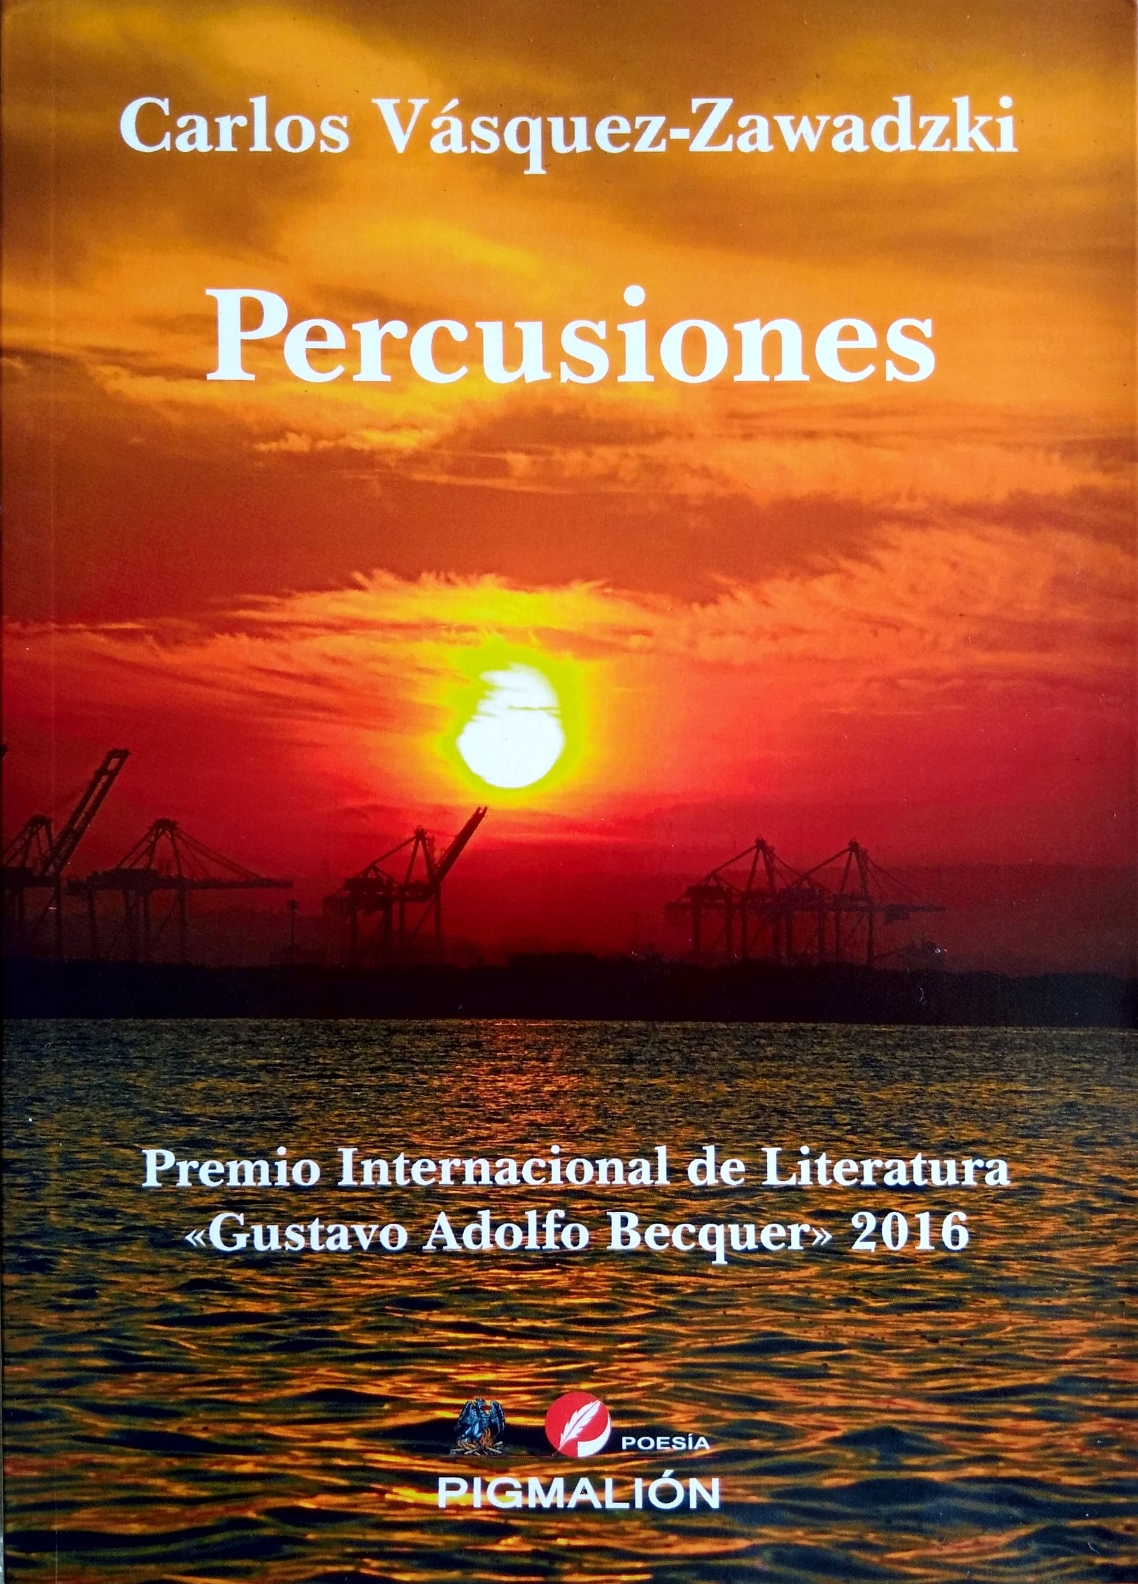 Carlos Vásquez-Zawadzki
Percusiones
Premio Internacional de Literatura
«Gustavo Adolfo Becquer» 2016
POESÍA
PIGMALIÓN